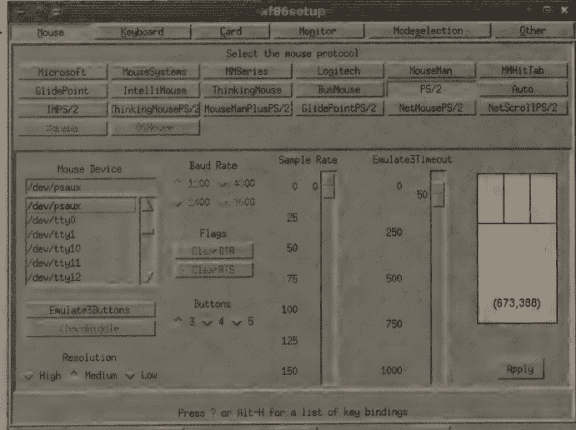 xf86setup
Mouse Keyboard Card Monitor Modeselection Other
Select the mouse protocol
Microsoft MouseSystems MMSeries Logitech MouseMan MMHitTab
GlidePoint IntelliMouse ThinkingMouse BusMouse PS/2 Auto
IMPS/2 ThinkingMousePS/2 MouseManPlusPS/2 GlidePointPS/2 NetMousePS/2 NetScrollPS/2
OSMouse
Mouse Device Baud Rate Sample Rate Emulate3Timeout
/dev/psaux 1200 4800 0 0 0 50
/dev/psaux 2400 9600
/dev/tty0 25
/dev/tty1 Flags 250
/dev/tty10 ClearDTR 50
/dev/tty11 ClearRTS
/dev/tty12 75 500
Emulate3Buttons Buttons 100 (673,388)
ChordMiddle 3 4 5 750
125
Resolution
High Medium Low 150 1000 Apply
Press ? or Alt-H for a list of key bindings